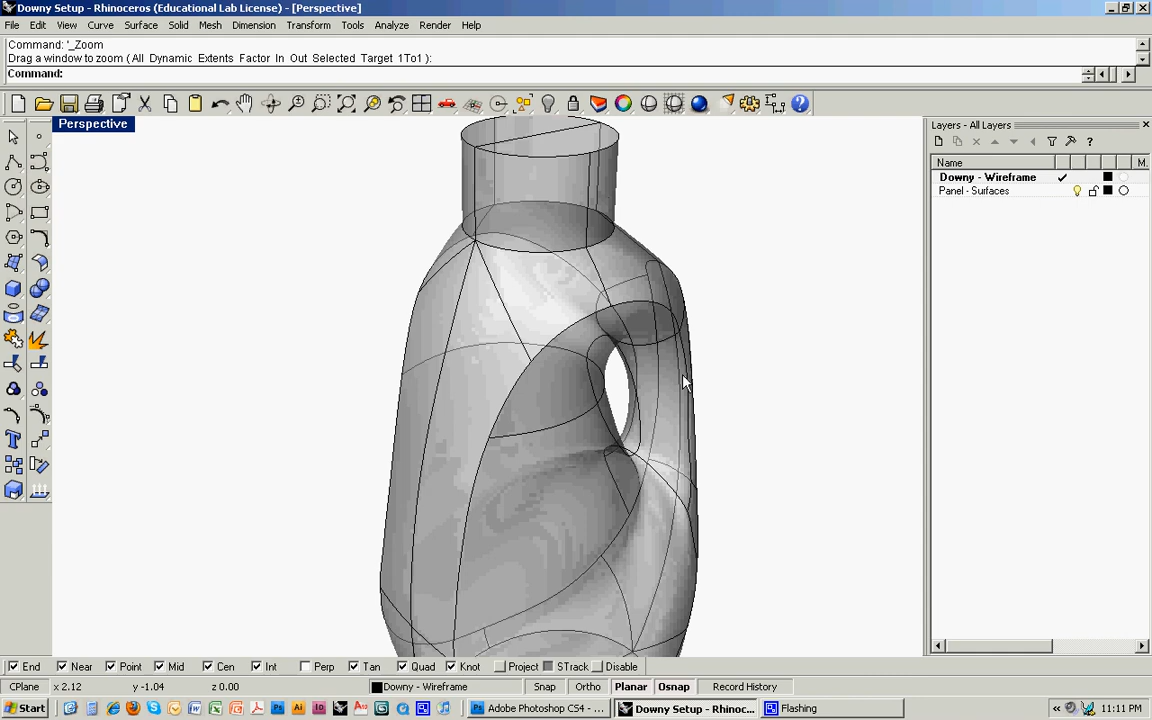 Downy Setup - Rhinoceros (Educational Lab License) - [Perspective]
File Edit View Curve Surface Solid Mesh Dimension Transform Tools Analyze Render Help
Command: '_Zoom
Drag a window to zoom ( All Dynamic Extents Factor In Out Selected Target 1To1 ):
Command:
Perspective
Layers - All Layers
Name M.
Downy - Wireframe
Panel - Surfaces
End Near Point Mid Cen Int Perp Tan Quad Knot Project STrack Disable
CPlane x 2.12 y -1.04 z 0.00 Downy - Wireframe Snap Ortho Planar Osnap Record History
Start Adobe Photoshop CS4 - ... Downy Setup - Rhinoc... Flashing 11:11 PM